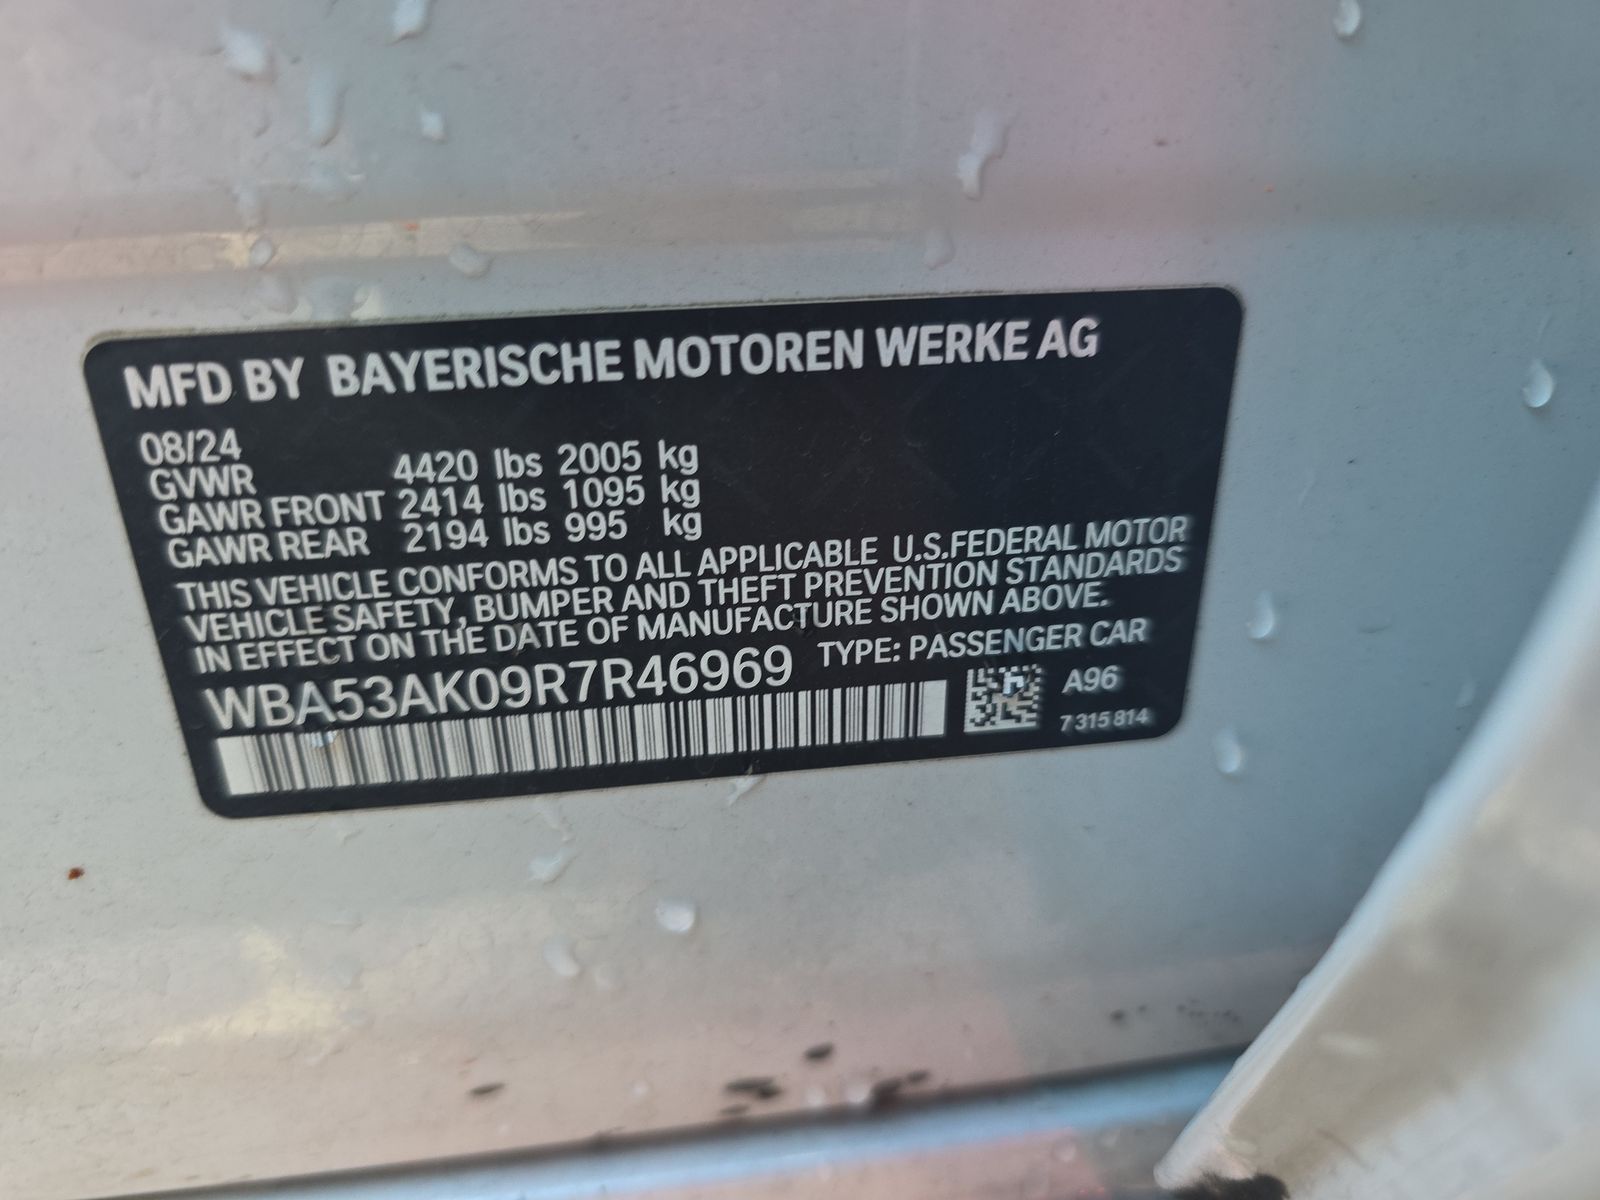 MFD BY BAYERISCHE MOTOREN WERKE AG
08/24
GVWR 4420 lbs 2005 kg
GAWR FRONT 2414 lbs 1095 kg
GAWR REAR 2194 lbs 995 kg
THIS VEHICLE CONFORMS TO ALL APPLICABLE U.S.FEDERAL MOTOR
VEHICLE SAFETY, BUMPER AND THEFT PREVENTION STANDARDS
IN EFFECT ON THE DATE OF MANUFACTURE SHOWN ABOVE.
WBA53AK09R7R46969 TYPE: PASSENGER CAR
A96
7 315 814